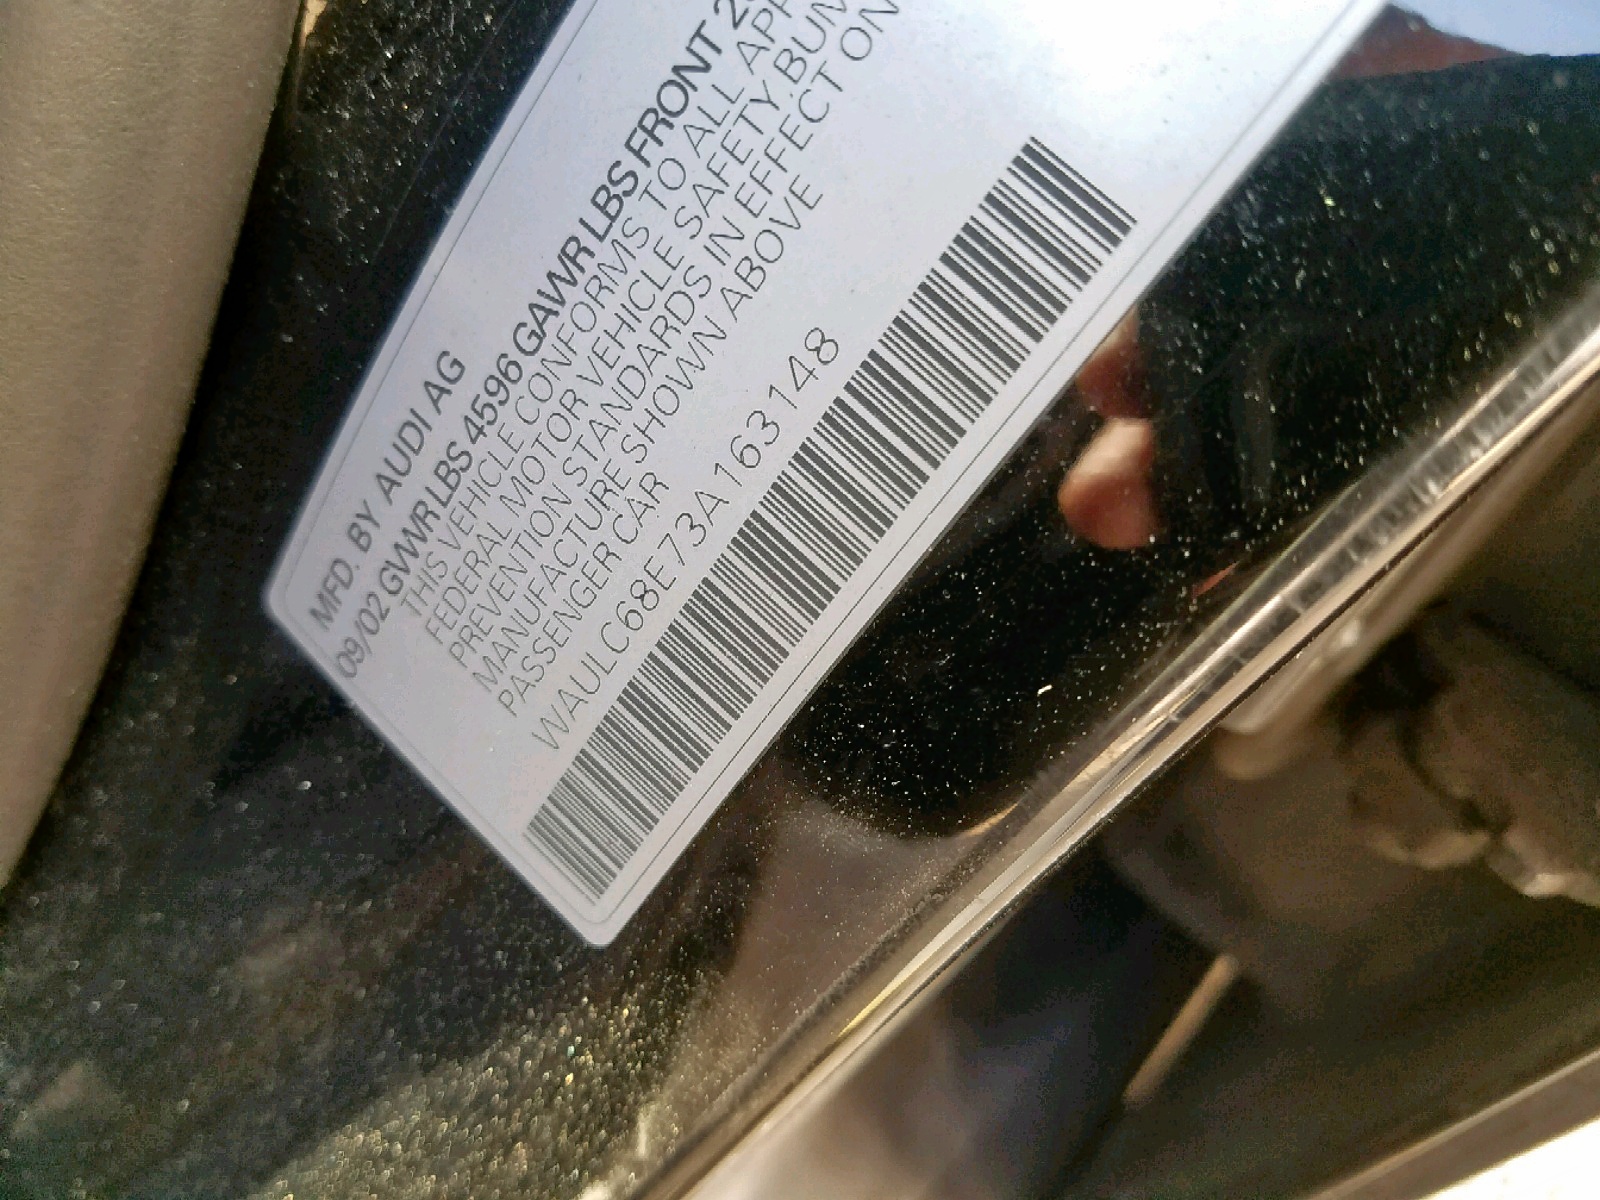 MFD. BY AUDI AG
09/02 GVWR LBS 4596 GAWR LBS FRONT
THIS VEHICLE CONFORMS TO ALL
FEDERAL MOTOR VEHICLE SAFETY,
PREVENTION STANDARDS IN EFFECT ON
MANUFACTURE SHOWN ABOVE
PASSENGER CAR
WAULC68E73A163148